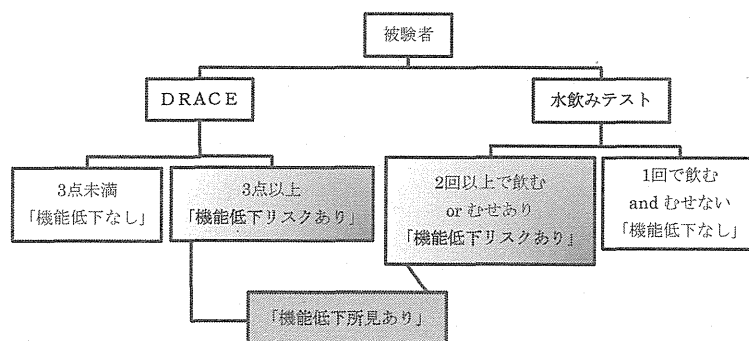 被験者
DRACE
水飲みテスト
3点未満
「機能低下なし」
3点以上
「機能低下リスクあり」
2回以上で飲む
or むせあり
「機能低下リスクあり」
1回で飲む
and むせない
「機能低下なし」
「機能低下所見あり」